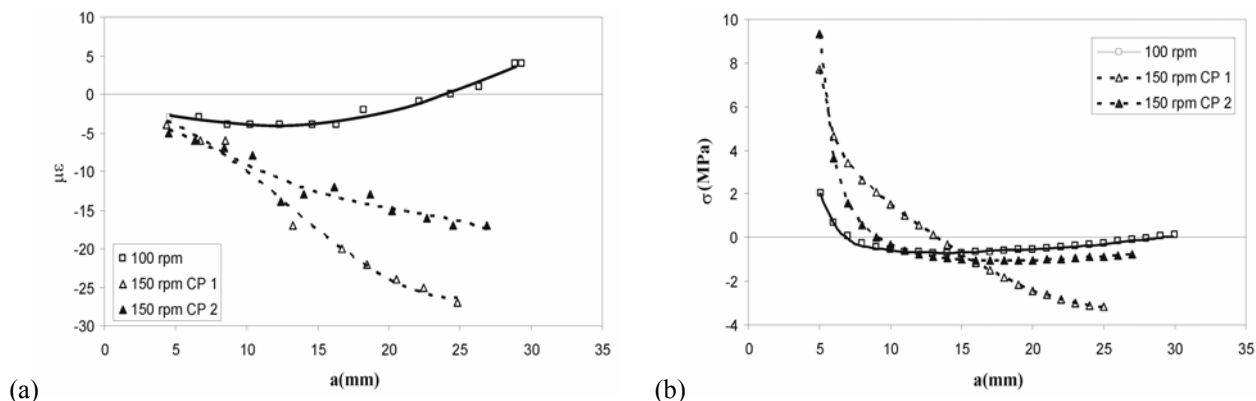 10
5
0
-5
-10
-15
-20
-25
-30
με
100 rpm
150 rpm CP 1
150 rpm CP 2
0 5 10 15 20 25 30 35
a(mm)
(a)
10
8
6
4
2
0
-2
-4
σ (MPa)
100 rpm
150 rpm CP 1
150 rpm CP 2
0 5 10 15 20 25 30 35
a(mm)
(b)